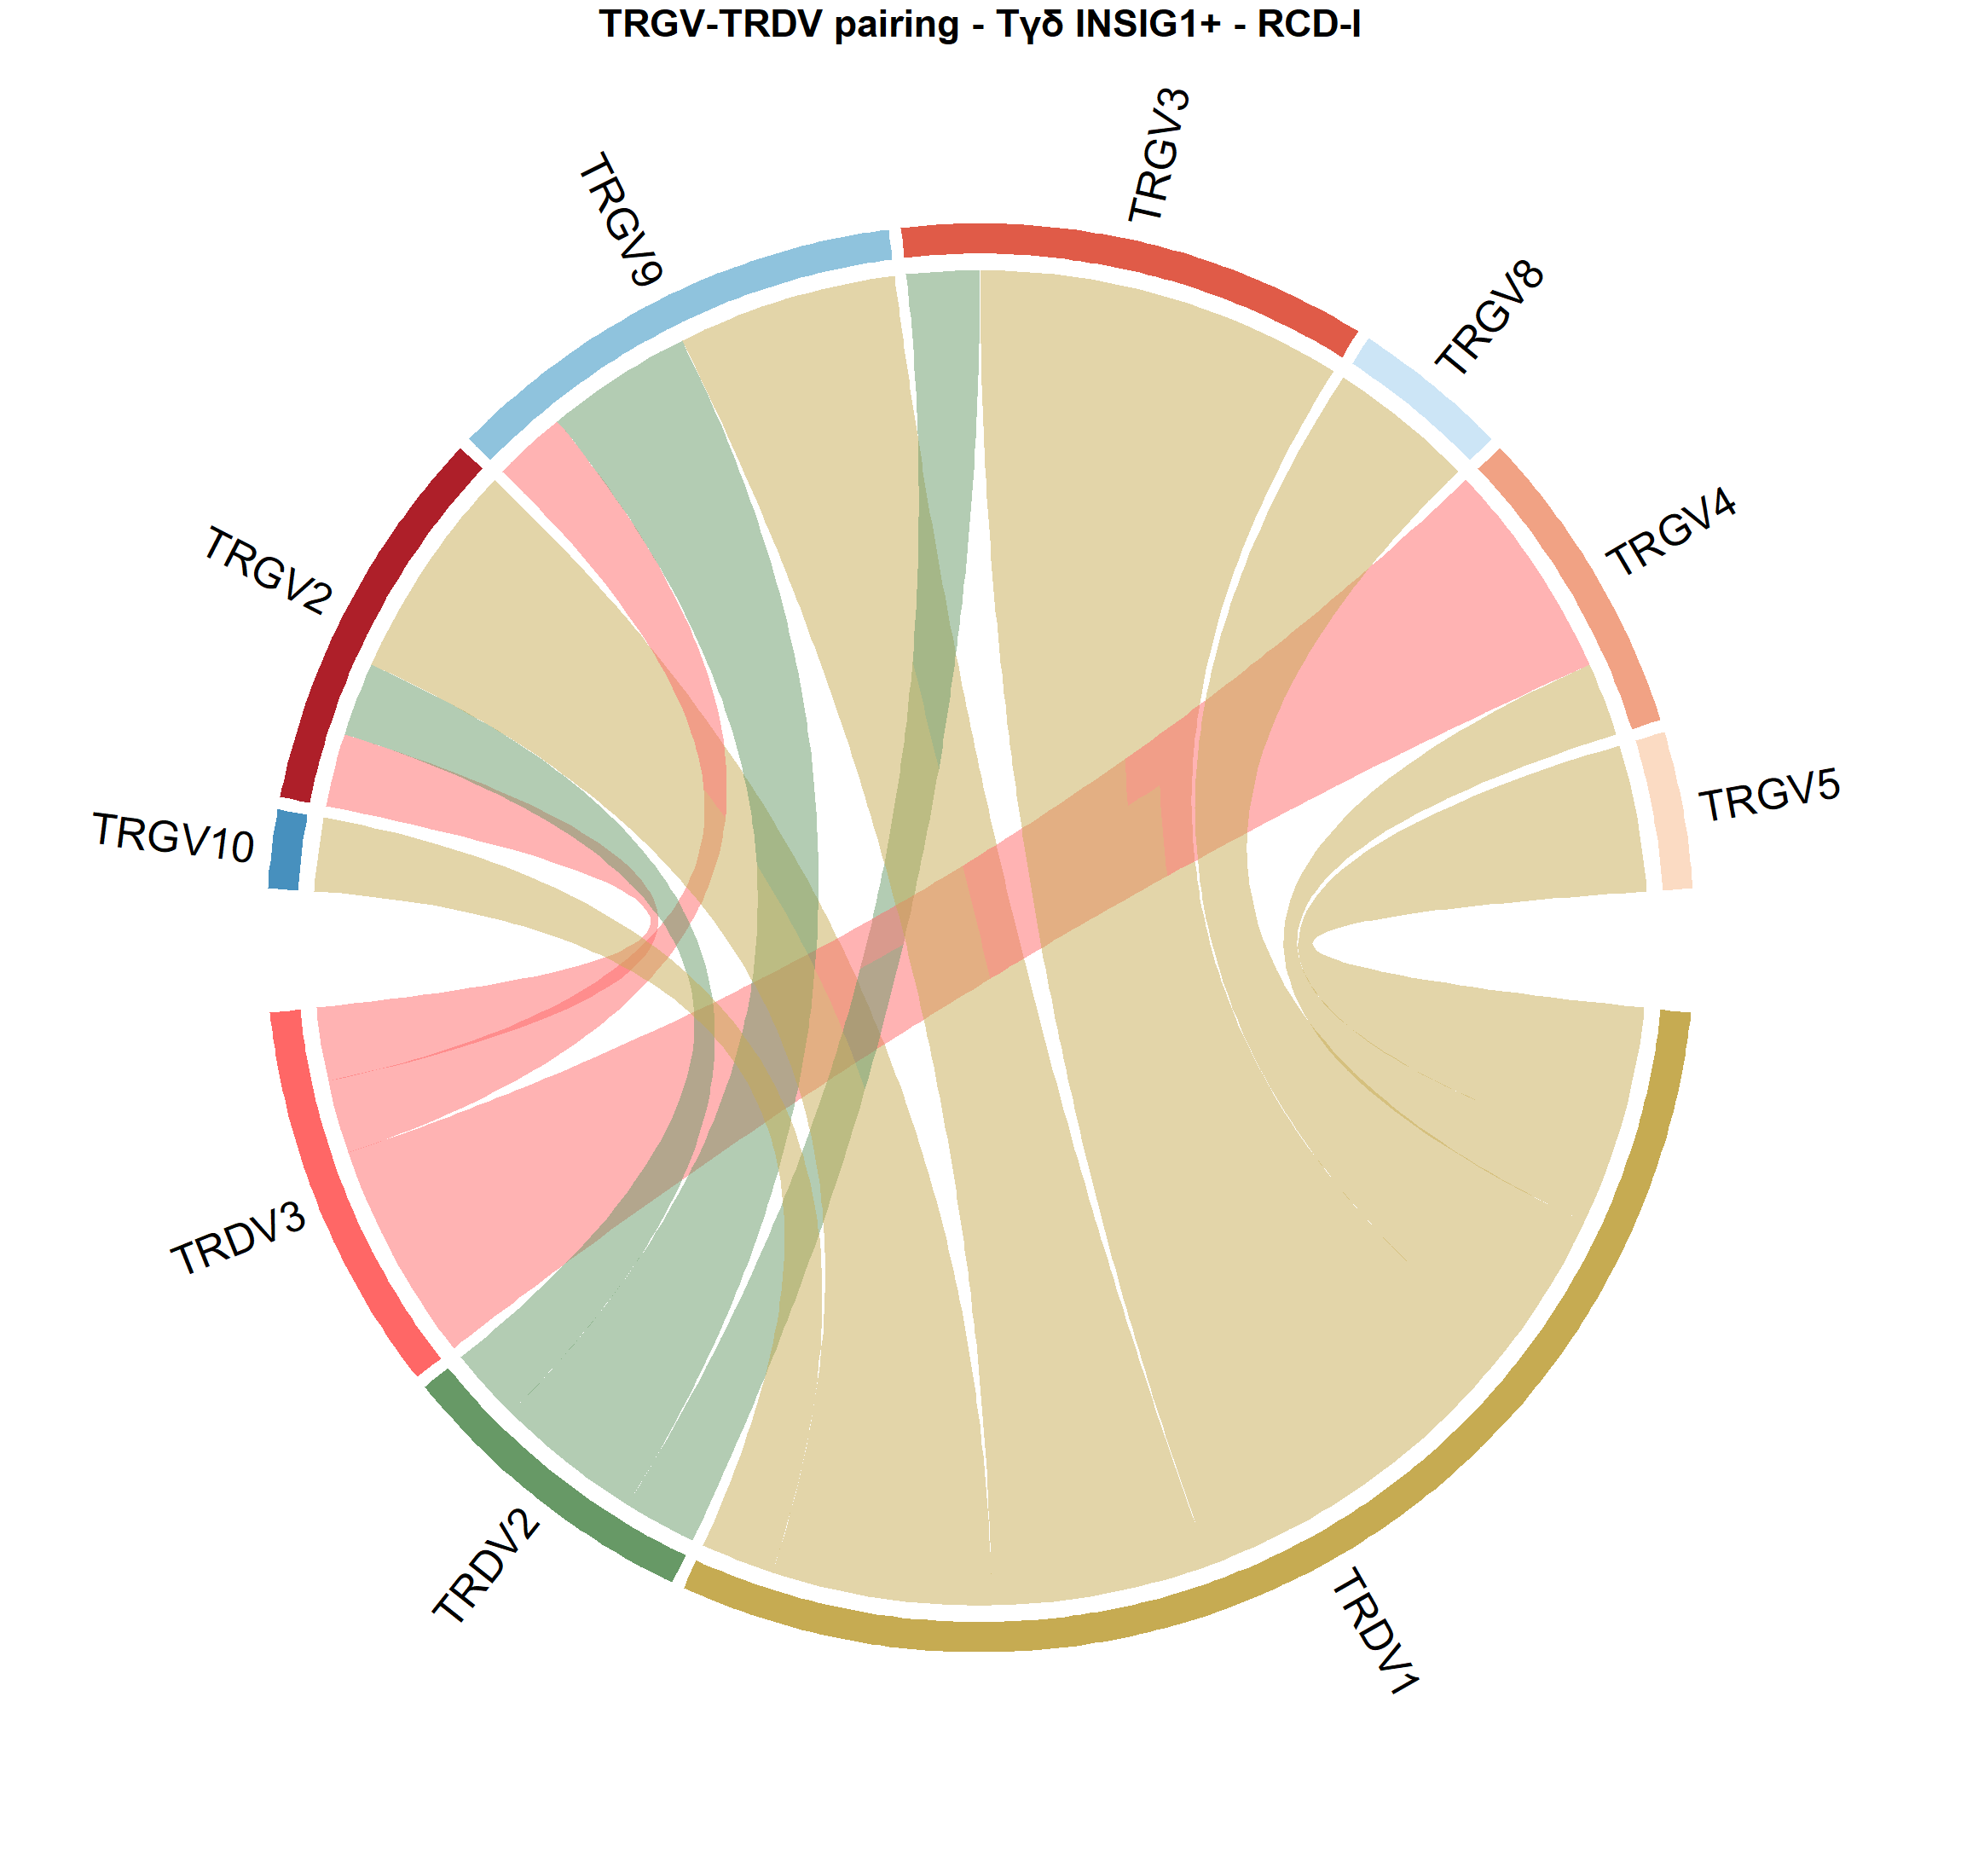 TRGV-TRDV pairing - Tγδ INSIG1+ - RCD-I
TRGV3
TRGV9
TRGV8
TRGV4
TRGV2
TRGV5
TRGV10
TRDV3
TRDV2
TRDV1